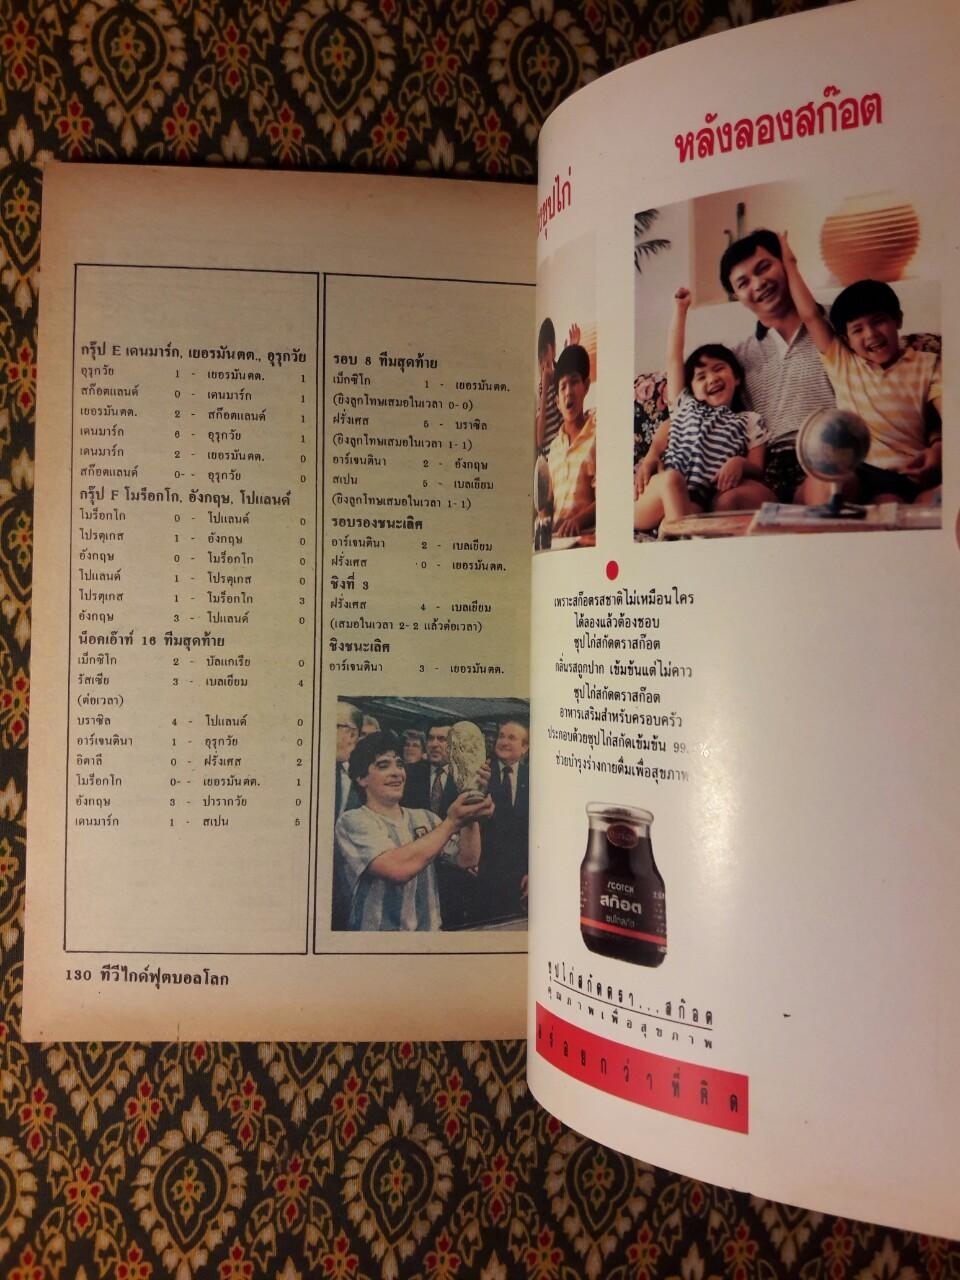 กรุ๊ป E เดนมาร์ก, เยอรมันตต., อุรุกวัย
อุรุกวัย 1 - เยอรมันตต. 1
สก๊อตแลนด์ 0 - เดนมาร์ก 1
เยอรมันตต. 2 - สก๊อตแลนด์ 1
เดนมาร์ก 6 - อุรุกวัย 1
เดนมาร์ก 2 - เยอรมันตต. 0
สก๊อตแลนด์ 0 - อุรุกวัย 0
กรุ๊ป F โมร็อกโก, อังกฤษ, โปแลนด์
โมร็อกโก 0 - โปแลนด์ 0
โปรตุเกส 1 - อังกฤษ 0
อังกฤษ 0 - โมร็อกโก 0
โปแลนด์ 1 - โปรตุเกส 0
โปรตุเกส 1 - โมร็อกโก 3
อังกฤษ 3 - โปแลนด์ 0
น็อคเอ๊าท์ 16 ทีมสุดท้าย
เม็กซิโก 2 - บัลแกเรีย 0
รัสเซีย 3 - เบลเยียม 4
(ต่อเวลา)
บราซิล 4 - โปแลนด์ 0
อาร์เจนตินา 1 - อุรุกวัย 0
อิตาลี 0 - ฝรั่งเศส 2
โมร็อกโก 0 - เยอรมันตต. 1
อังกฤษ 3 - ปารากวัย 0
เดนมาร์ก 1 - สเปน 5
รอบ 8 ทีมสุดท้าย
เม็กซิโก 1 - เยอรมันตต.
(ยิงลูกโทษเสมอในเวลา 0-0)
ฝรั่งเศส 5 - บราซิล
(ยิงลูกโทษเสมอในเวลา 1-1)
อาร์เจนตินา 2 - อังกฤษ
สเปน 5 - เบลเยียม
(ยิงลูกโทษเสมอในเวลา 1-1)
รอบรองชนะเลิศ
อาร์เจนตินา 2 - เบลเยียม
ฝรั่งเศส 0 - เยอรมันตต.
ชิงที่ 3
ฝรั่งเศส 4 - เบลเยียม
(เสมอในเวลา 2-2 แล้วต่อเวลา)
ชิงชนะเลิศ
อาร์เจนตินา 3 - เยอรมันตต.
130 ทีวีไกด์ฟุตบอลโลก
ซุปไก่
หลังลองสก๊อต
เพราะสก๊อตรสชาติไม่เหมือนใคร
ได้ลองแล้วต้องชอบ
ซุปไก่สกัดตราสก๊อต
กลิ่นรสถูกปาก เข้มข้นแต่ไม่คาว
ซุปไก่สกัดตราสก๊อต
อาหารเสริมสำหรับครอบครัว
ประกอบด้วยซุปไก่สกัดเข้มข้น 99.
ช่วยบำรุงร่างกายดื่มเพื่อสุขภาพ
SCOTCH
สก๊อต
ซุปไก่สกัด
ซุปไก่สกัดตรา...สก๊อต
คุณภาพเพื่อสุขภาพ
อร่อยกว่าที่คิด